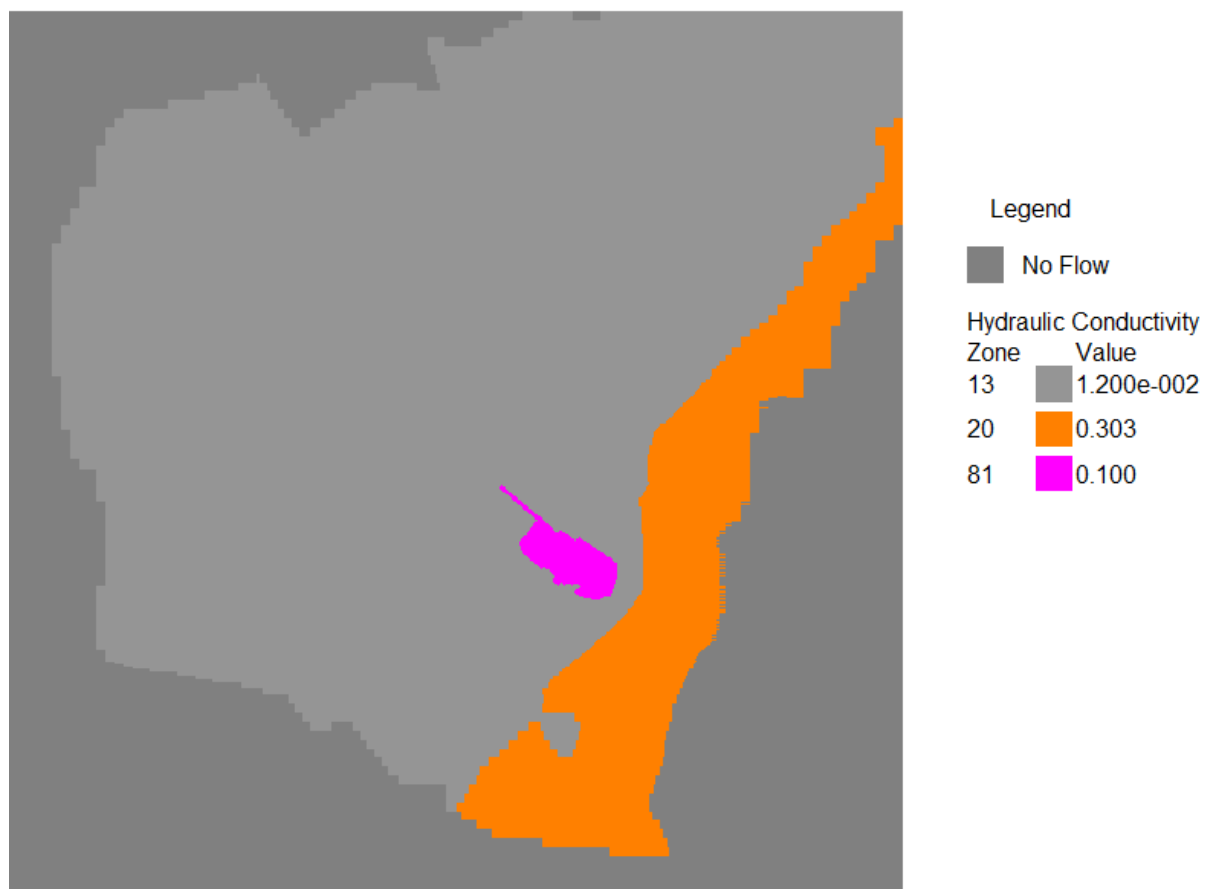 Legend
No Flow
Hydraulic Conductivity
Zone Value
13 1.200e-002
20 0.303
81 0.100